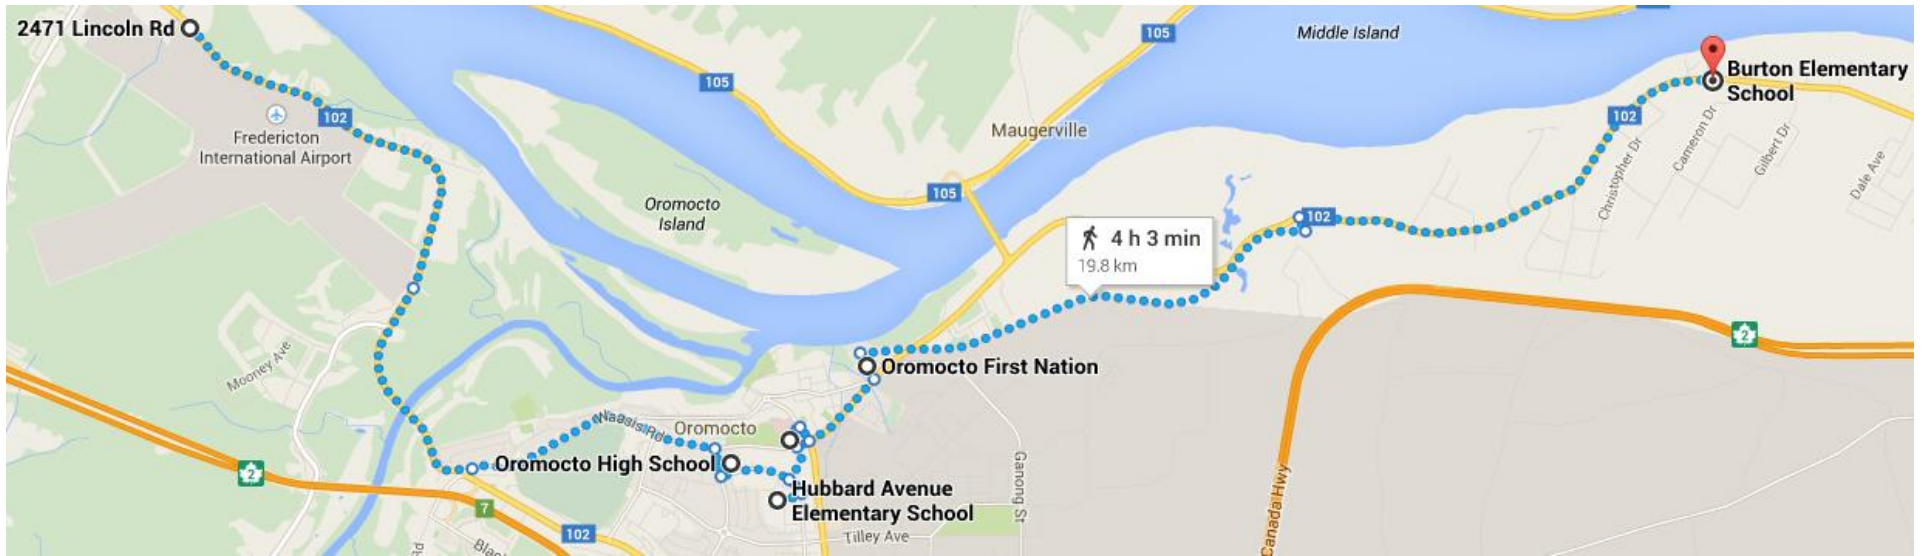 2471 Lincoln Rd
102
Fredericton
International Airport
105
105
105
Middle Island
Maugerville
Oromocto
Island
Burton Elementary
School
102
Christopher Dr
Cameron Dr
Gilbert Dr
Dale Ave
102
4 h 3 min
19.8 km
2
Mooney Ave
Oromocto First Nation
Waasis Rd
Oromocto
Oromocto High School
Hubbard Avenue
Elementary School
2
7
102
Tilley Ave
Ganong St
Canada Hwy
Rd